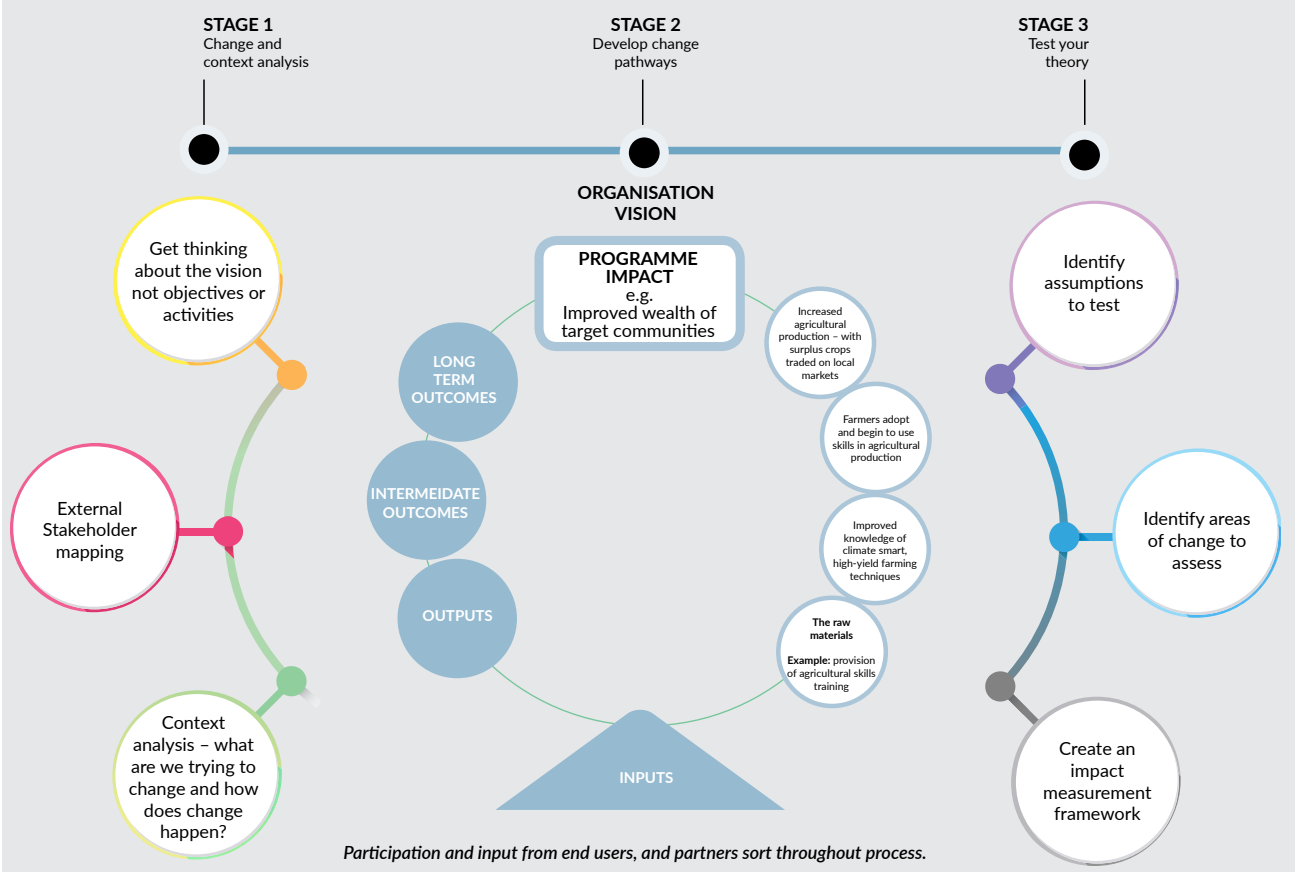 STAGE 1
Change and
context analysis
STAGE 2
Develop change
pathways
STAGE 3
Test your
theory
Get thinking
about the vision
not objectives or
activities
External
Stakeholder
mapping
Context
analysis – what
are we trying to
change and how
does change
happen?
ORGANISATION
VISION
PROGRAMME
IMPACT
e.g.
Improved wealth of
target communities
LONG
TERM
OUTCOMES
INTERMEIDATE
OUTCOMES
OUTPUTS
INPUTS
Increased
agricultural
production – with
surplus crops
traded on local
markets
Farmers adopt
and begin to use
skills in agricultural
production
Improved
knowledge of
climate smart,
high-yield farming
techniques
The raw
materials
Example: provision
of agricultural skills
training
Identify
assumptions
to test
Identify areas
of change to
assess
Create an
impact
measurement
framework
Participation and input from end users, and partners sort throughout process.